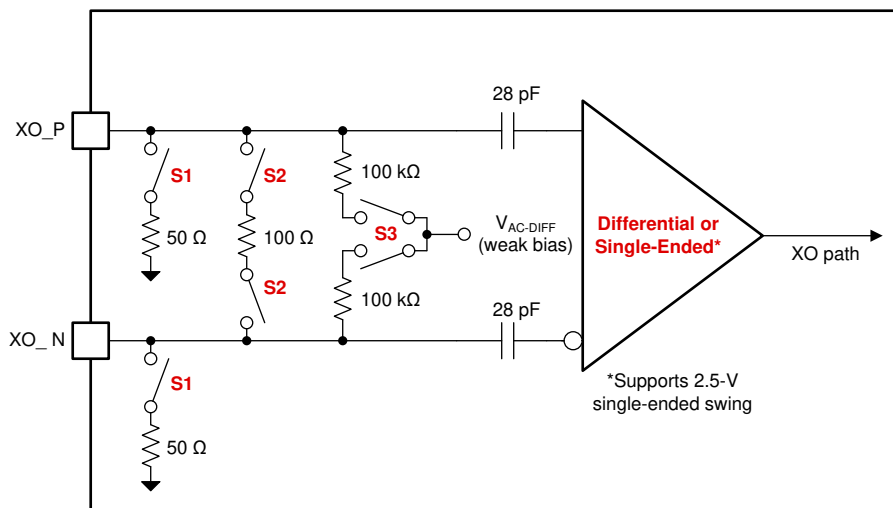 28 pF
XO_P
S1
S2
100 kΩ
50 Ω
100 Ω
S3
V_AC-DIFF
(weak bias)
Differential or
Single-Ended*
XO path
S2
100 kΩ
28 pF
XO_ N
S1
*Supports 2.5-V
single-ended swing
50 Ω